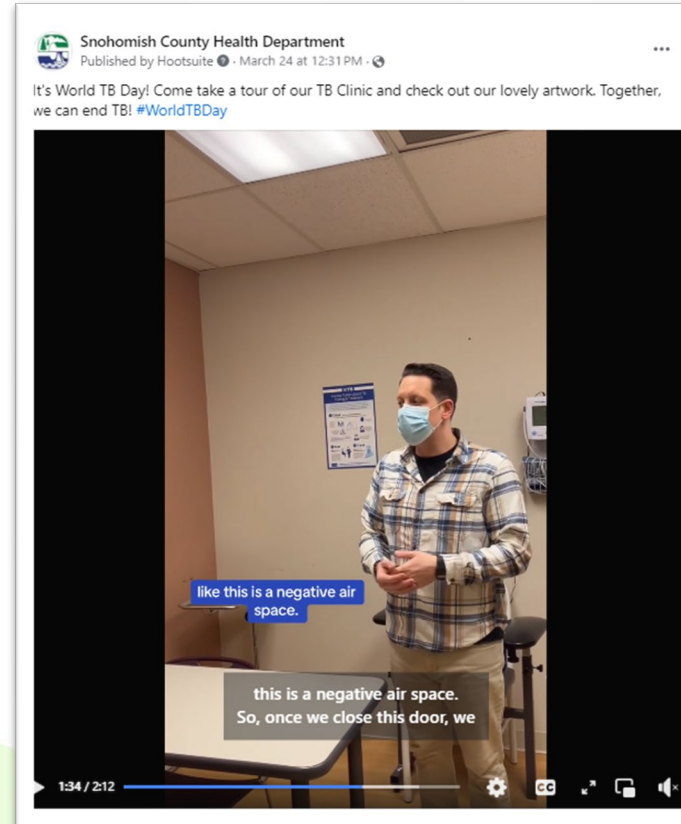 Snohomish County Health Department
Published by Hootsuite · March 24 at 12:31 PM ·
It's World TB Day! Come take a tour of our TB Clinic and check out our lovely artwork. Together,
we can end TB! #WorldTBDay
like this is a negative air
space.
this is a negative air space.
So, once we close this door, we
1:34 / 2:12
CC